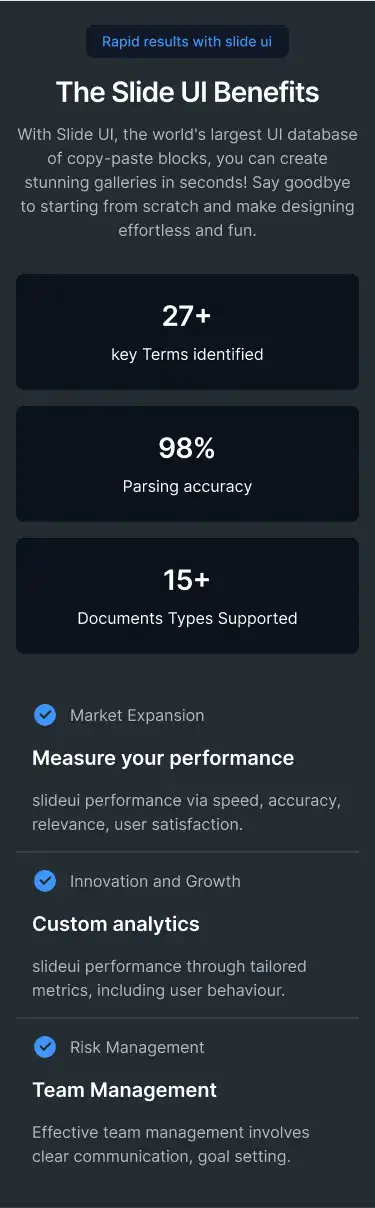 Rapid results with slide ui
The Slide UI Benefits
With Slide UI, the world's largest UI database
of copy-paste blocks, you can create
stunning galleries in seconds! Say goodbye
to starting from scratch and make designing
effortless and fun.
27+
key Terms identified
98%
Parsing accuracy
15+
Documents Types Supported
Market Expansion
Measure your performance
slideui performance via speed, accuracy,
relevance, user satisfaction.
Innovation and Growth
Custom analytics
slideui performance through tailored
metrics, including user behaviour.
Risk Management
Team Management
Effective team management involves
clear communication, goal setting.